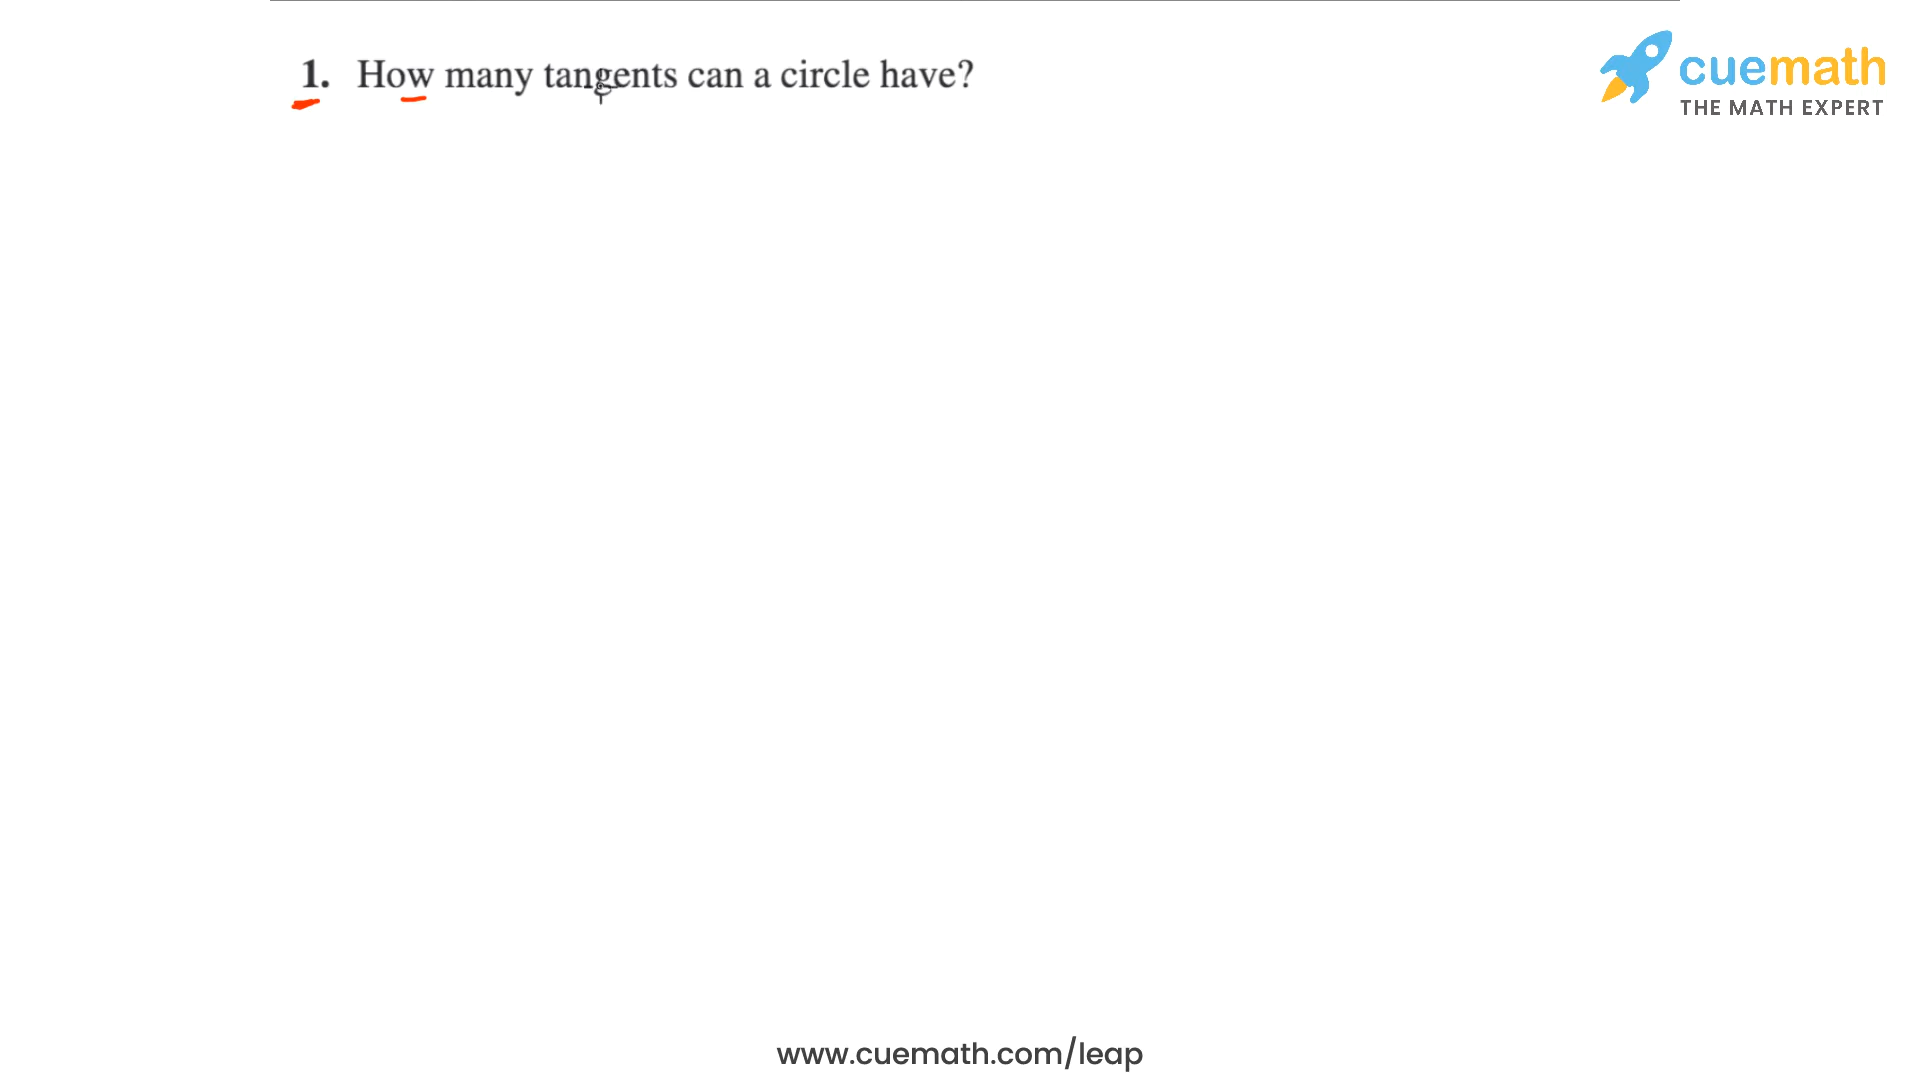 1. How many tangents can a circle have?
cuemath
THE MATH EXPERT
www.cuemath.com/leap